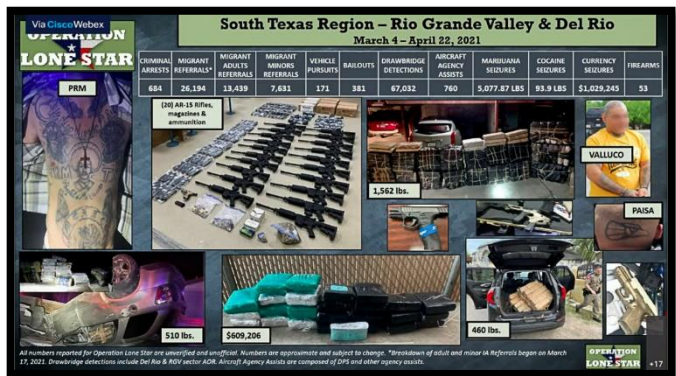 Via Cisco Webex
OPERATION
LONE STAR
South Texas Region – Rio Grande Valley & Del Rio
March 4 – April 22, 2021
CRIMINAL ARRESTS
MIGRANT REFERRALS*
MIGRANT ADULTS REFERRALS
MIGRANT MINORS REFERRALS
VEHICLE PURSUITS
BAILOUTS
DRAWBRIDGE DETECTIONS
AIRCRAFT AGENCY ASSISTS
MARIJUANA SEIZURES
COCAINE SEIZURES
CURRENCY SEIZURES
FIREARMS
684 26,194 13,439 7,631 171 381 67,032 760 5,077.87 LBS 93.9 LBS $1,029,245 53
PRM
(20) AR-15 Rifles,
magazines &
ammunition
1,562 lbs.
VALLUCO
PAISA
510 lbs.
$609,206
460 lbs.
All numbers reported for Operation Lone Star are unverified and unofficial. Numbers are approximate and subject to change. *Breakdown of adult and minor IA Referrals began on March
17, 2021. Drawbridge detections include Del Rio & RGV sector AOR. Aircraft Agency Assists are composed of DPS and other agency assists.
OPERATION
LONE STAR
+17